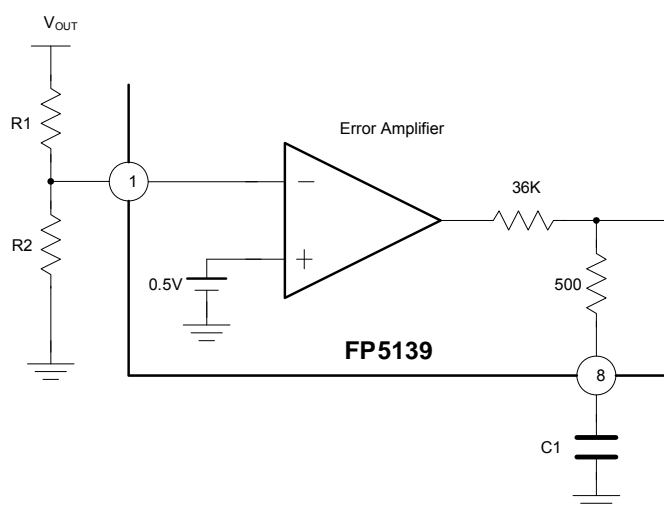 VOUT
R1
Error Amplifier
1
−
36K
R2
+
0.5V
500
FP5139
8
C1